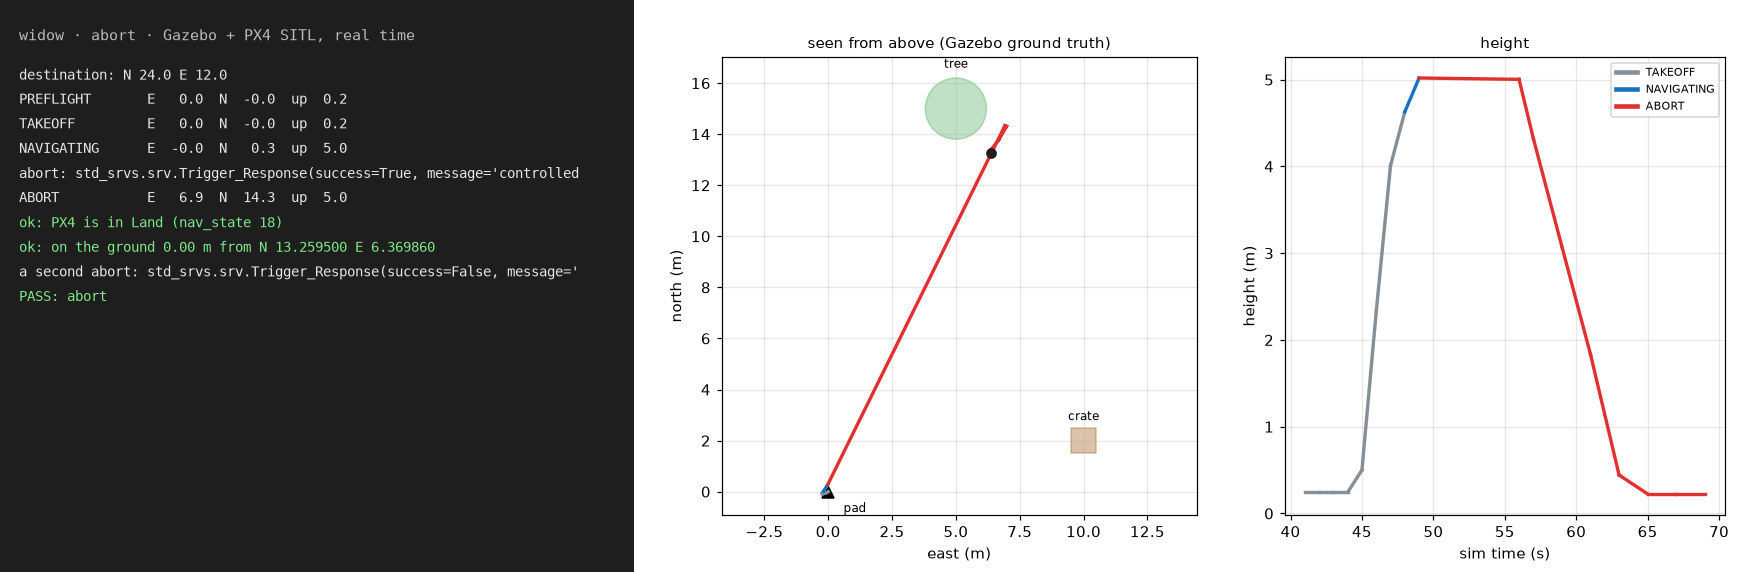 widow · abort · Gazebo + PX4 SITL, real time
destination: N 24.0 E 12.0
PREFLIGHT E 0.0 N -0.0 up 0.2
TAKEOFF E 0.0 N -0.0 up 0.2
NAVIGATING E -0.0 N 0.3 up 5.0
abort: std_srvs.srv.Trigger_Response(success=True, message='controlled
ABORT E 6.9 N 14.3 up 5.0
ok: PX4 is in Land (nav_state 18)
ok: on the ground 0.00 m from N 13.259500 E 6.369860
a second abort: std_srvs.srv.Trigger_Response(success=False, message='
PASS: abort
seen from above (Gazebo ground truth)
tree
crate
pad
16
14
12
10
8
6
4
2
0
north (m)
−2.5 0.0 2.5 5.0 7.5 10.0 12.5
east (m)
height
TAKEOFF
NAVIGATING
ABORT
5
4
3
2
1
0
height (m)
40 45 50 55 60 65 70
sim time (s)